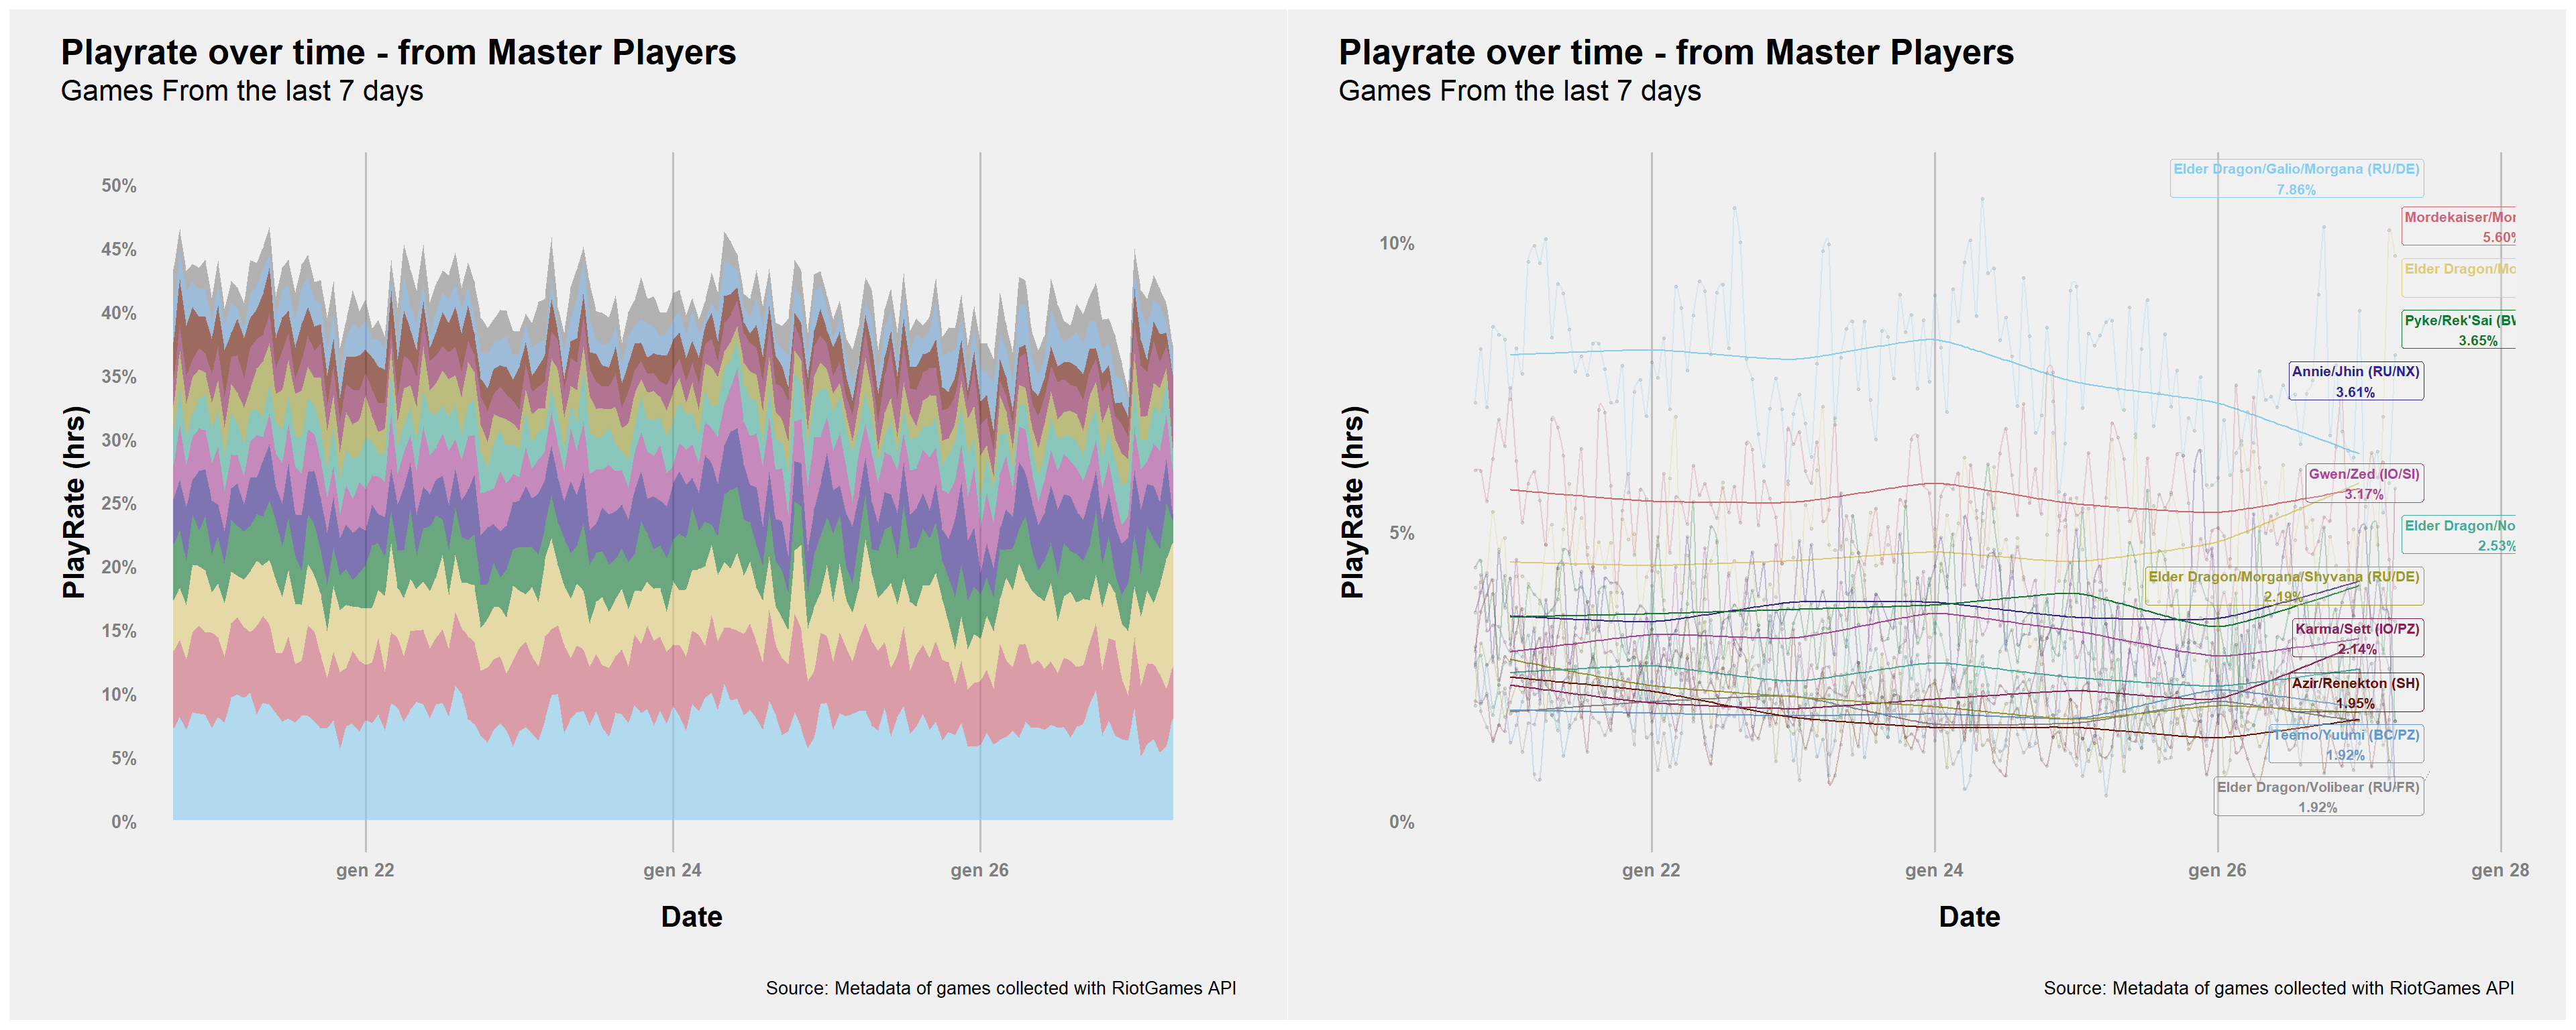 Playrate over time - from Master Players
Games From the last 7 days
50%
45%
40%
35%
30%
25%
20%
15%
10%
5%
0%
PlayRate (hrs)
gen 22
gen 24
gen 26
Date
Source: Metadata of games collected with RiotGames API
Playrate over time - from Master Players
Games From the last 7 days
10%
5%
0%
PlayRate (hrs)
Elder Dragon/Galio/Morgana (RU/DE)
7.86%
Mordekaiser/Mor
5.60%
Elder Dragon/Mo
Pyke/Rek'Sai (BW
3.65%
Annie/Jhin (RU/NX)
3.61%
Gwen/Zed (IO/SI)
3.17%
Elder Dragon/No
2.53%
Elder Dragon/Morgana/Shyvana (RU/DE)
2.19%
Karma/Sett (IO/PZ)
2.14%
Azir/Renekton (SH)
1.95%
Teemo/Yuumi (BC/PZ)
1.92%
Elder Dragon/Volibear (RU/FR)
1.92%
gen 22
gen 24
gen 26
gen 28
Date
Source: Metadata of games collected with RiotGames API